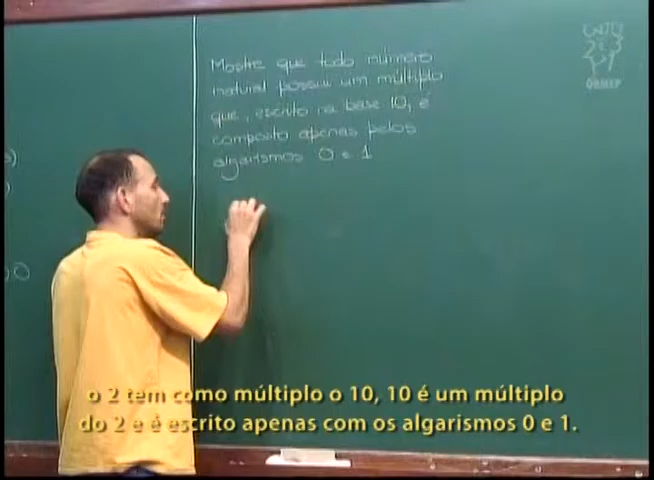 Mostre que todo número
natural possui um múltiplo
que, escrito na base 10, é
composto apenas pelos
algarismos 0 e 1
OBMEP
o 2 tem como múltiplo o 10, 10 é um múltiplo
do 2 e é escrito apenas com os algarismos 0 e 1.